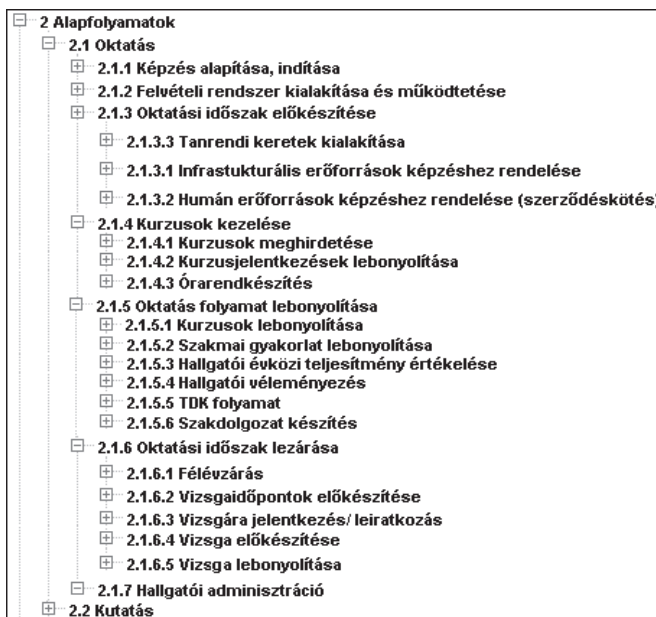 2 Alapfolyamatok
2.1 Oktatás
2.1.1 Képzés alapítása, indítása
2.1.2 Felvételi rendszer kialakítása és működtetése
2.1.3 Oktatási időszak előkészítése
2.1.3.3 Tanrendi keretek kialakítása
2.1.3.1 Infrastukturális erőforrások képzéshez rendelése
2.1.3.2 Humán erőforrások képzéshez rendelése (szerződéskötés)
2.1.4 Kurzusok kezelése
2.1.4.1 Kurzusok meghirdetése
2.1.4.2 Kurzusjelentkezések lebonyolítása
2.1.4.3 Órarendkészítés
2.1.5 Oktatás folyamat lebonyolítása
2.1.5.1 Kurzusok lebonyolítása
2.1.5.2 Szakmai gyakorlat lebonyolítása
2.1.5.3 Hallgatói évközi teljesítmény értékelése
2.1.5.4 Hallgatói véleményezés
2.1.5.5 TDK folyamat
2.1.5.6 Szakdolgozat készítés
2.1.6 Oktatási időszak lezárása
2.1.6.1 Félévzárás
2.1.6.2 Vizsgaidőpontok előkészítése
2.1.6.3 Vizsgára jelentkezés/ leiratkozás
2.1.6.4 Vizsga előkészítése
2.1.6.5 Vizsga lebonyolítása
2.1.7 Hallgatói adminisztráció
2.2 Kutatás